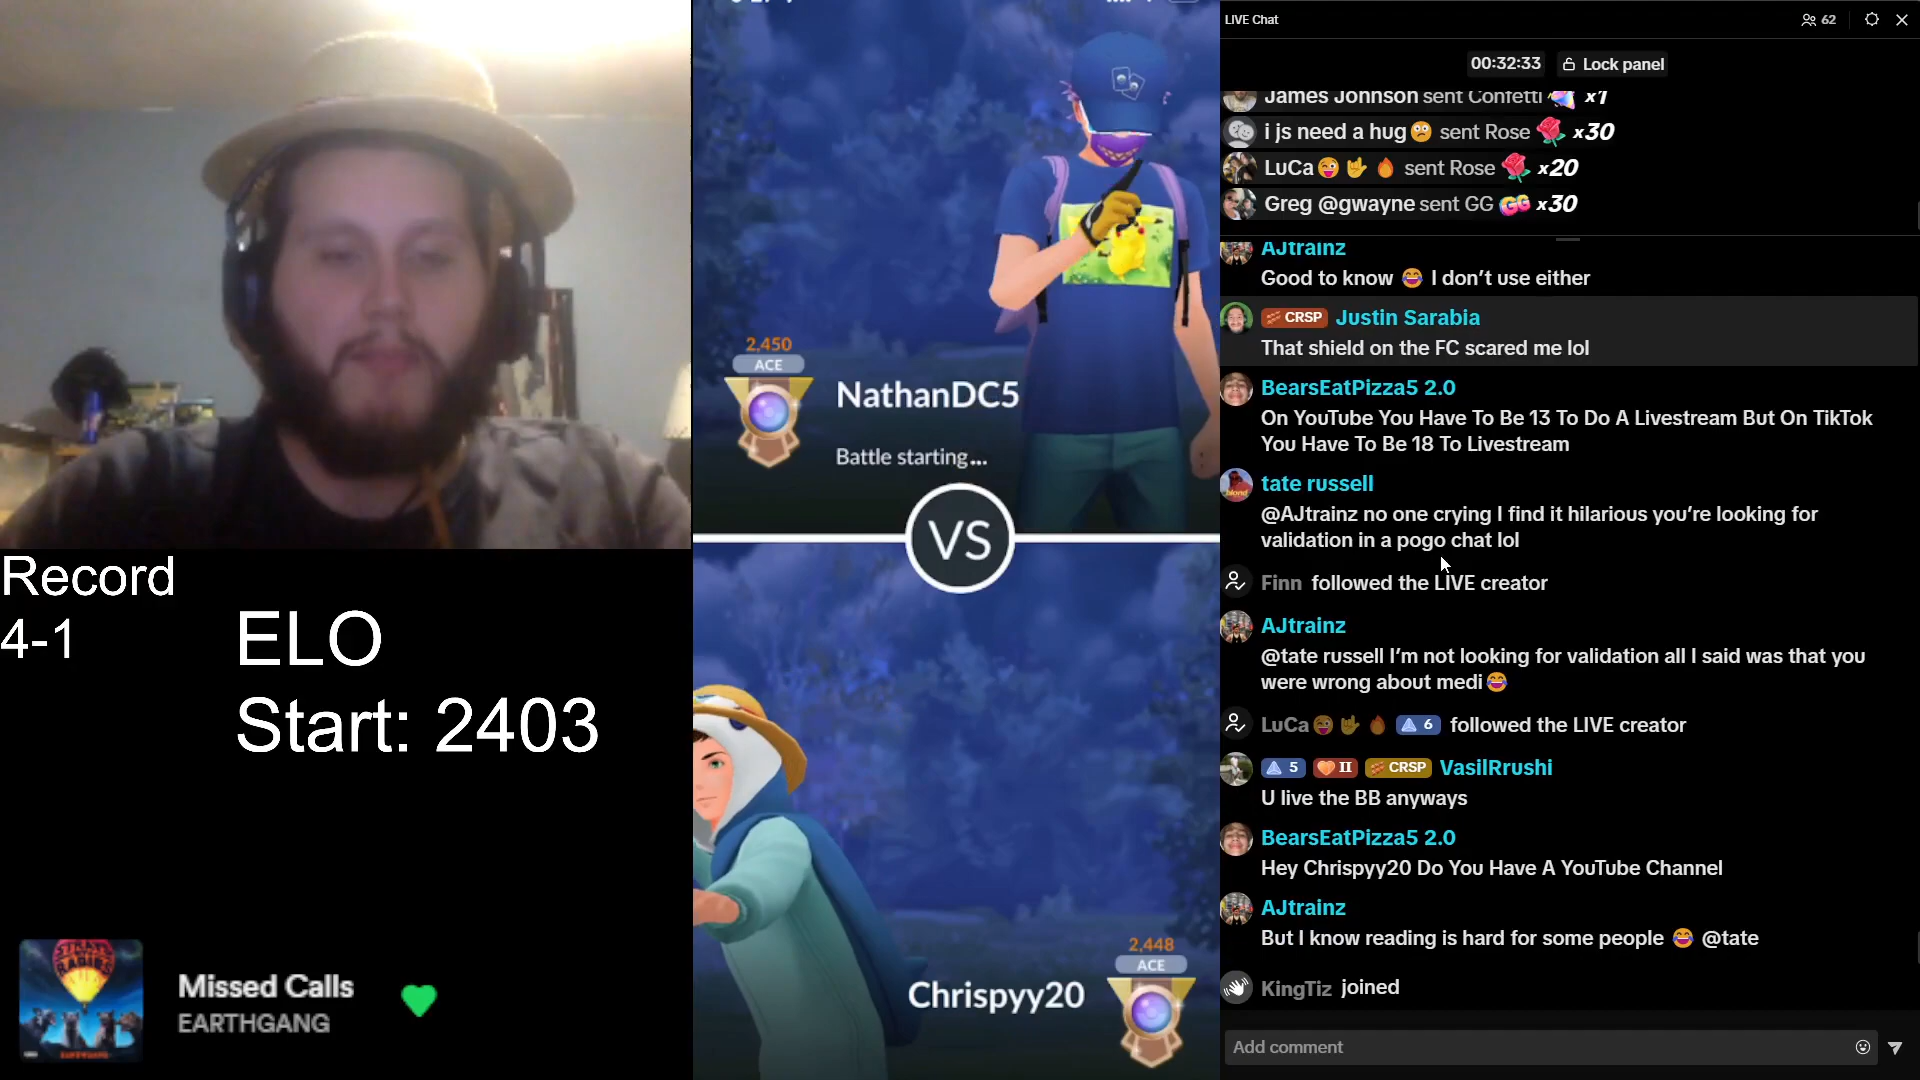 Record
4-1
ELO
Start: 2403
Missed Calls
EARTHGANG
2,450
ACE
NathanDC5
Battle starting...
VS
2,448
ACE
Chrispyy20
LIVE Chat
62
00:32:33
Lock panel
James Johnson sent Confetti x1
i js need a hug😕 sent Rose 🌹 x30
LuCa😜🤟🔥 sent Rose 🌹 x20
Greg @gwayne sent GG GG x30
AJtrainz
Good to know 😂 I don’t use either
CRSP Justin Sarabia
That shield on the FC scared me lol
BearsEatPizza5 2.0
On YouTube You Have To Be 13 To Do A Livestream But On TikTok
You Have To Be 18 To Livestream
tate russell
@AJtrainz no one crying I find it hilarious you’re looking for
validation in a pogo chat lol
Finn followed the LIVE creator
AJtrainz
@tate russell I’m not looking for validation all I said was that you
were wrong about medi😂
LuCa😜🤟🔥 6 followed the LIVE creator
5 II CRSP VasilRrushi
U live the BB anyways
BearsEatPizza5 2.0
Hey Chrispyy20 Do You Have A YouTube Channel
AJtrainz
But I know reading is hard for some people 😂 @tate
KingTiz joined
Add comment